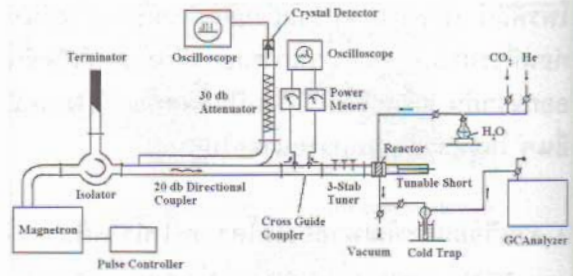 Crystal Detector
Oscilloscope
Oscilloscope
Terminator
CO₂ He
30 db
Attenuator
Power
Meters
H₂O
Reactor
Isolator
20 db Directional
Coupler
3-Stab
Tuner
Tunable Short
Magnetron
Cross Guide
Coupler
GCAnalyzer
Vacuum
Cold Trap
Pulse Controller